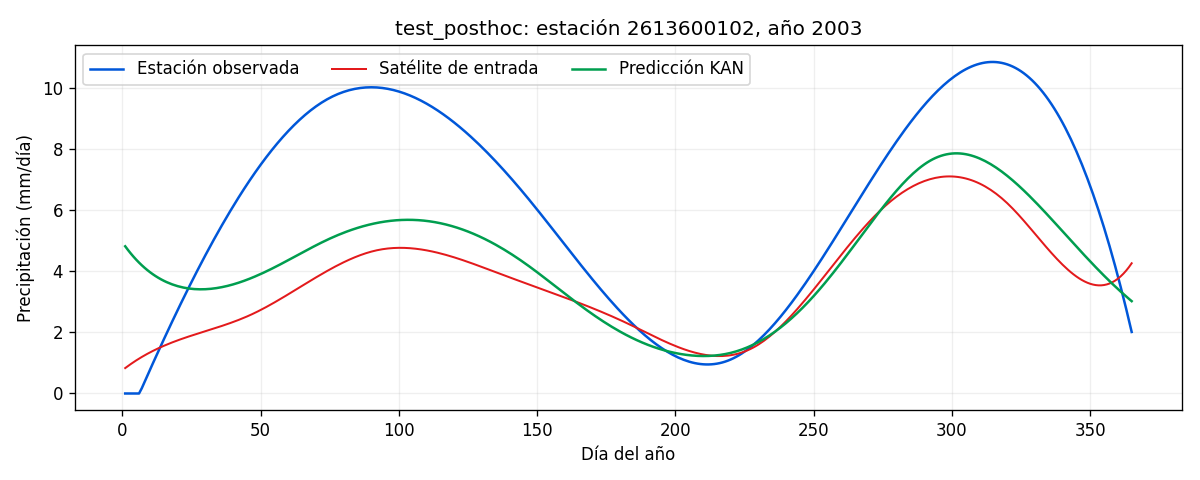 test_posthoc: estación 2613600102, año 2003
Estación observada
Satélite de entrada
Predicción KAN
Precipitación (mm/día)
10
8
6
4
2
0
0 50 100 150 200 250 300 350
Día del año